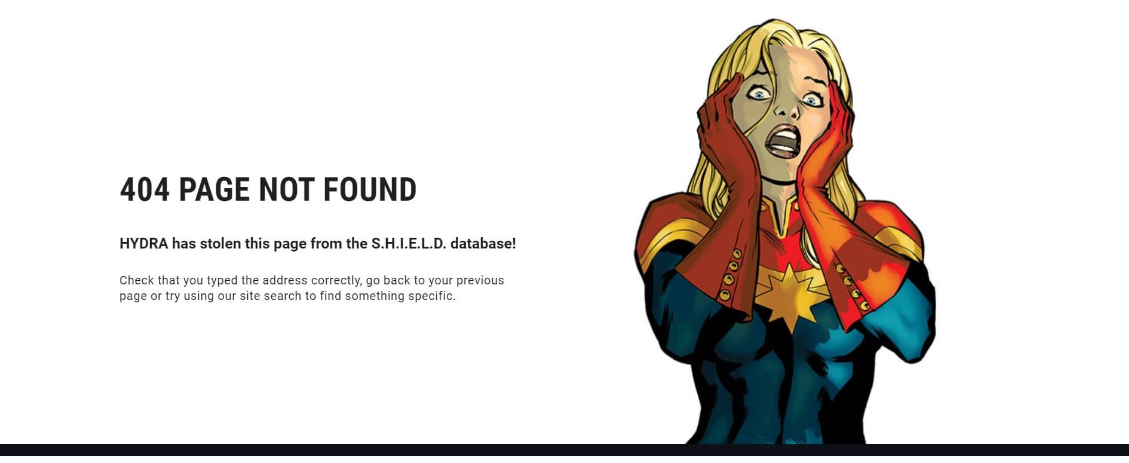 404 PAGE NOT FOUND
HYDRA has stolen this page from the S.H.I.E.L.D. database!
Check that you typed the address correctly, go back to your previous
page or try using our site search to find something specific.